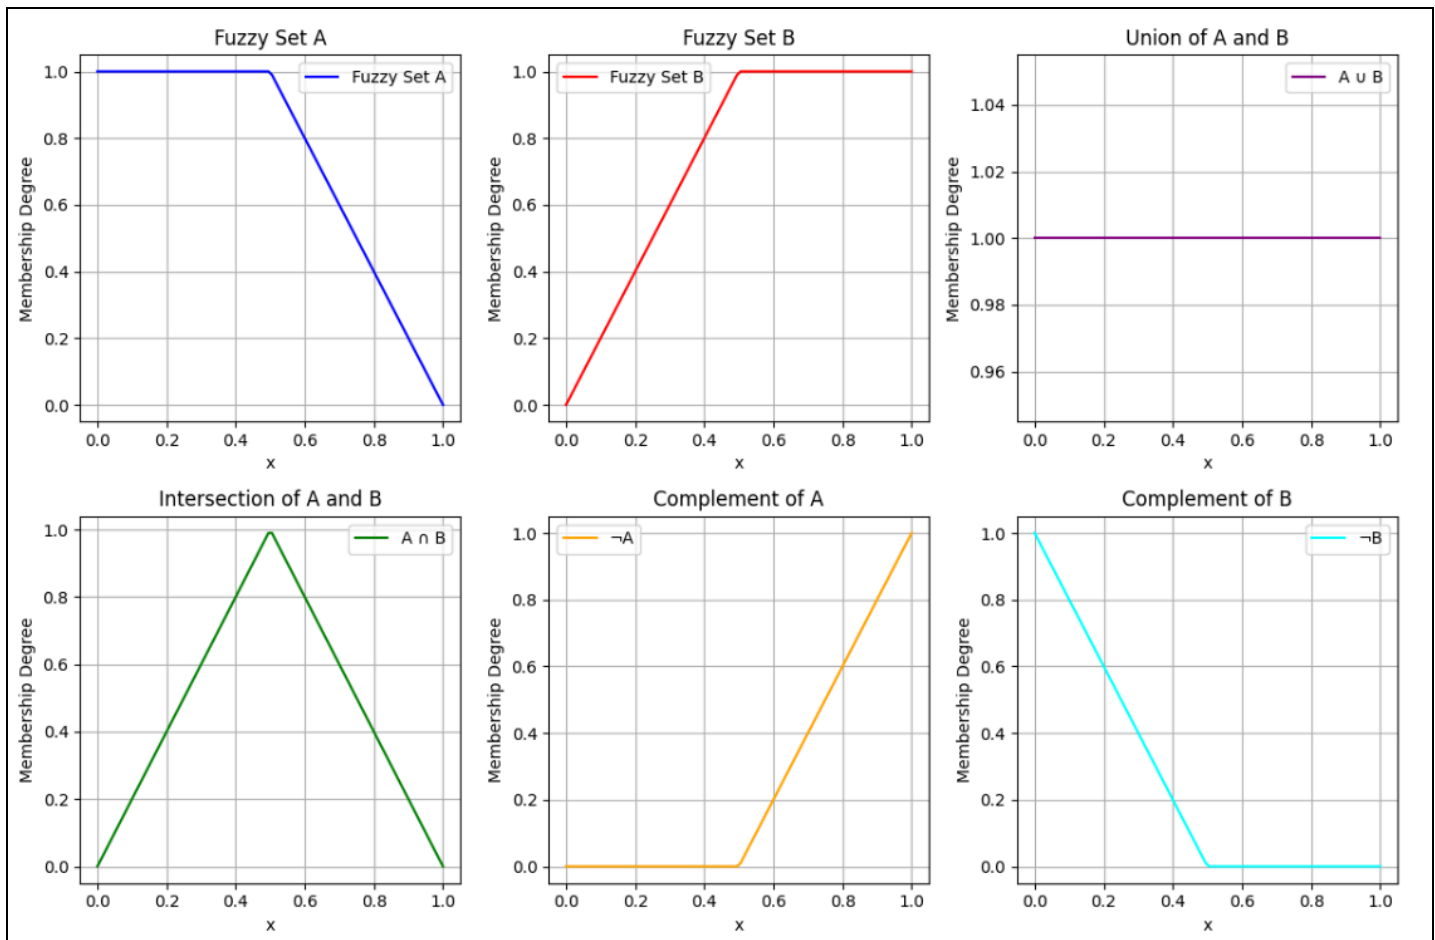 Fuzzy Set A
Fuzzy Set A
Membership Degree
1.0
0.8
0.6
0.4
0.2
0.0
0.0 0.2 0.4 0.6 0.8 1.0
x
Fuzzy Set B
Fuzzy Set B
Membership Degree
1.0
0.8
0.6
0.4
0.2
0.0
0.0 0.2 0.4 0.6 0.8 1.0
x
Union of A and B
A ∪ B
Membership Degree
1.04
1.02
1.00
0.98
0.96
0.0 0.2 0.4 0.6 0.8 1.0
x
Intersection of A and B
A ∩ B
Membership Degree
1.0
0.8
0.6
0.4
0.2
0.0
0.0 0.2 0.4 0.6 0.8 1.0
x
Complement of A
¬A
Membership Degree
1.0
0.8
0.6
0.4
0.2
0.0
0.0 0.2 0.4 0.6 0.8 1.0
x
Complement of B
¬B
Membership Degree
1.0
0.8
0.6
0.4
0.2
0.0
0.0 0.2 0.4 0.6 0.8 1.0
x